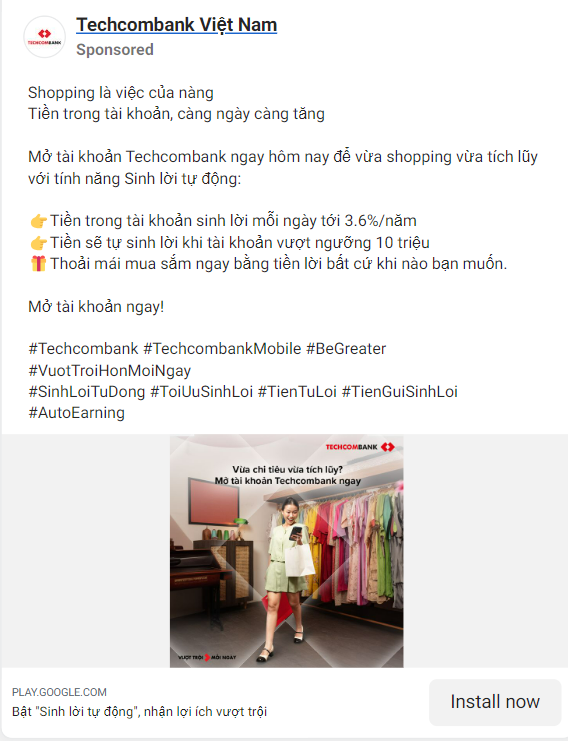 TECHCOMBANK
Techcombank Việt Nam
Sponsored
Shopping là việc của nàng
Tiền trong tài khoản, càng ngày càng tăng
Mở tài khoản Techcombank ngay hôm nay để vừa shopping vừa tích lũy
với tính năng Sinh lời tự động:
👉Tiền trong tài khoản sinh lời mỗi ngày tới 3.6%/năm
👉Tiền sẽ tự sinh lời khi tài khoản vượt ngưỡng 10 triệu
🎁Thoải mái mua sắm ngay bằng tiền lời bất cứ khi nào bạn muốn.
Mở tài khoản ngay!
#Techcombank #TechcombankMobile #BeGreater
#VuotTroiHonMoiNgay
#SinhLoiTuDong #ToiUuSinhLoi #TienTuLoi #TienGuiSinhLoi
#AutoEarning
TECHCOMBANK
Vừa chi tiêu vừa tích lũy?
Mở tài khoản Techcombank ngay
VƯỢT TRỘI MỖI NGÀY
PLAY.GOOGLE.COM
Bật "Sinh lời tự động", nhận lợi ích vượt trội
Install now